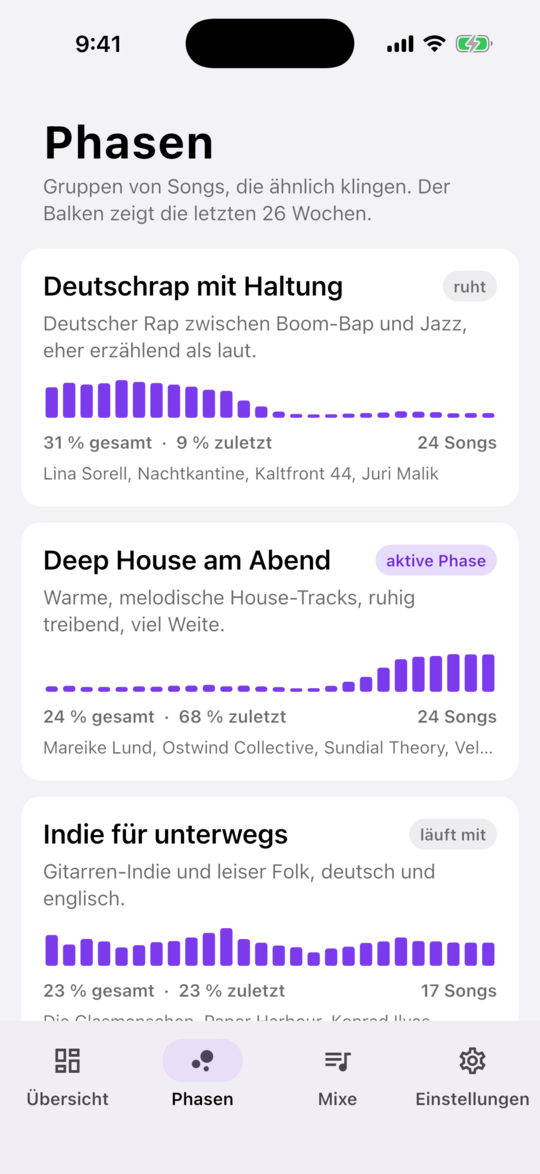 9:41
Phasen
Gruppen von Songs, die ähnlich klingen. Der
Balken zeigt die letzten 26 Wochen.
Deutschrap mit Haltung
ruht
Deutscher Rap zwischen Boom-Bap und Jazz,
eher erzählend als laut.
31 % gesamt · 9 % zuletzt
24 Songs
Lina Sorell, Nachtkantine, Kaltfront 44, Juri Malik
Deep House am Abend
aktive Phase
Warme, melodische House-Tracks, ruhig
treibend, viel Weite.
24 % gesamt · 68 % zuletzt
24 Songs
Mareike Lund, Ostwind Collective, Sundial Theory, Vel...
Indie für unterwegs
läuft mit
Gitarren-Indie und leiser Folk, deutsch und
englisch.
23 % gesamt · 23 % zuletzt
17 Songs
Übersicht
Phasen
Mixe
Einstellungen